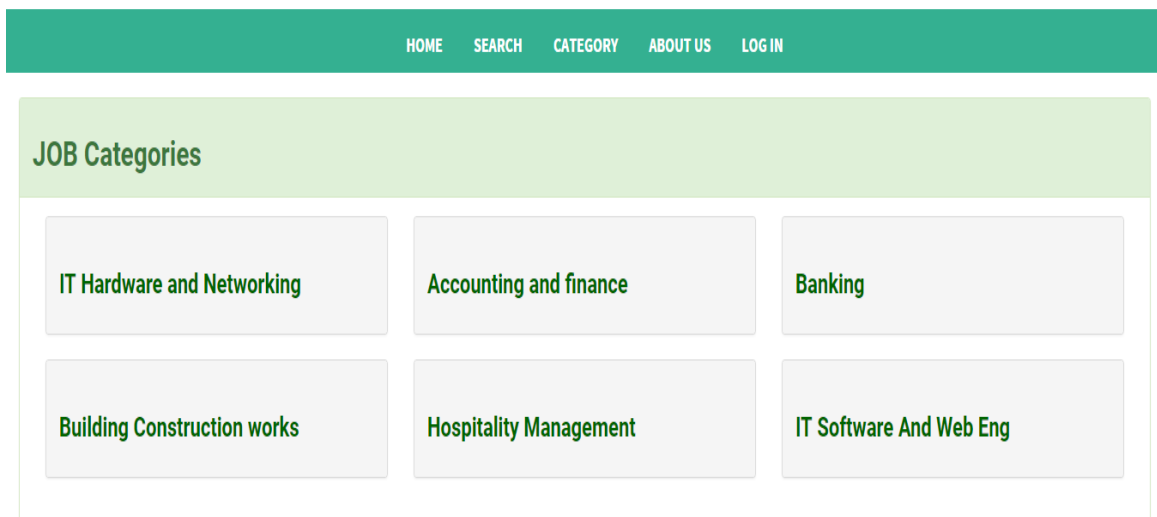 HOME SEARCH CATEGORY ABOUT US LOG IN
JOB Categories
IT Hardware and Networking
Accounting and finance
Banking
Building Construction works
Hospitality Management
IT Software And Web Eng